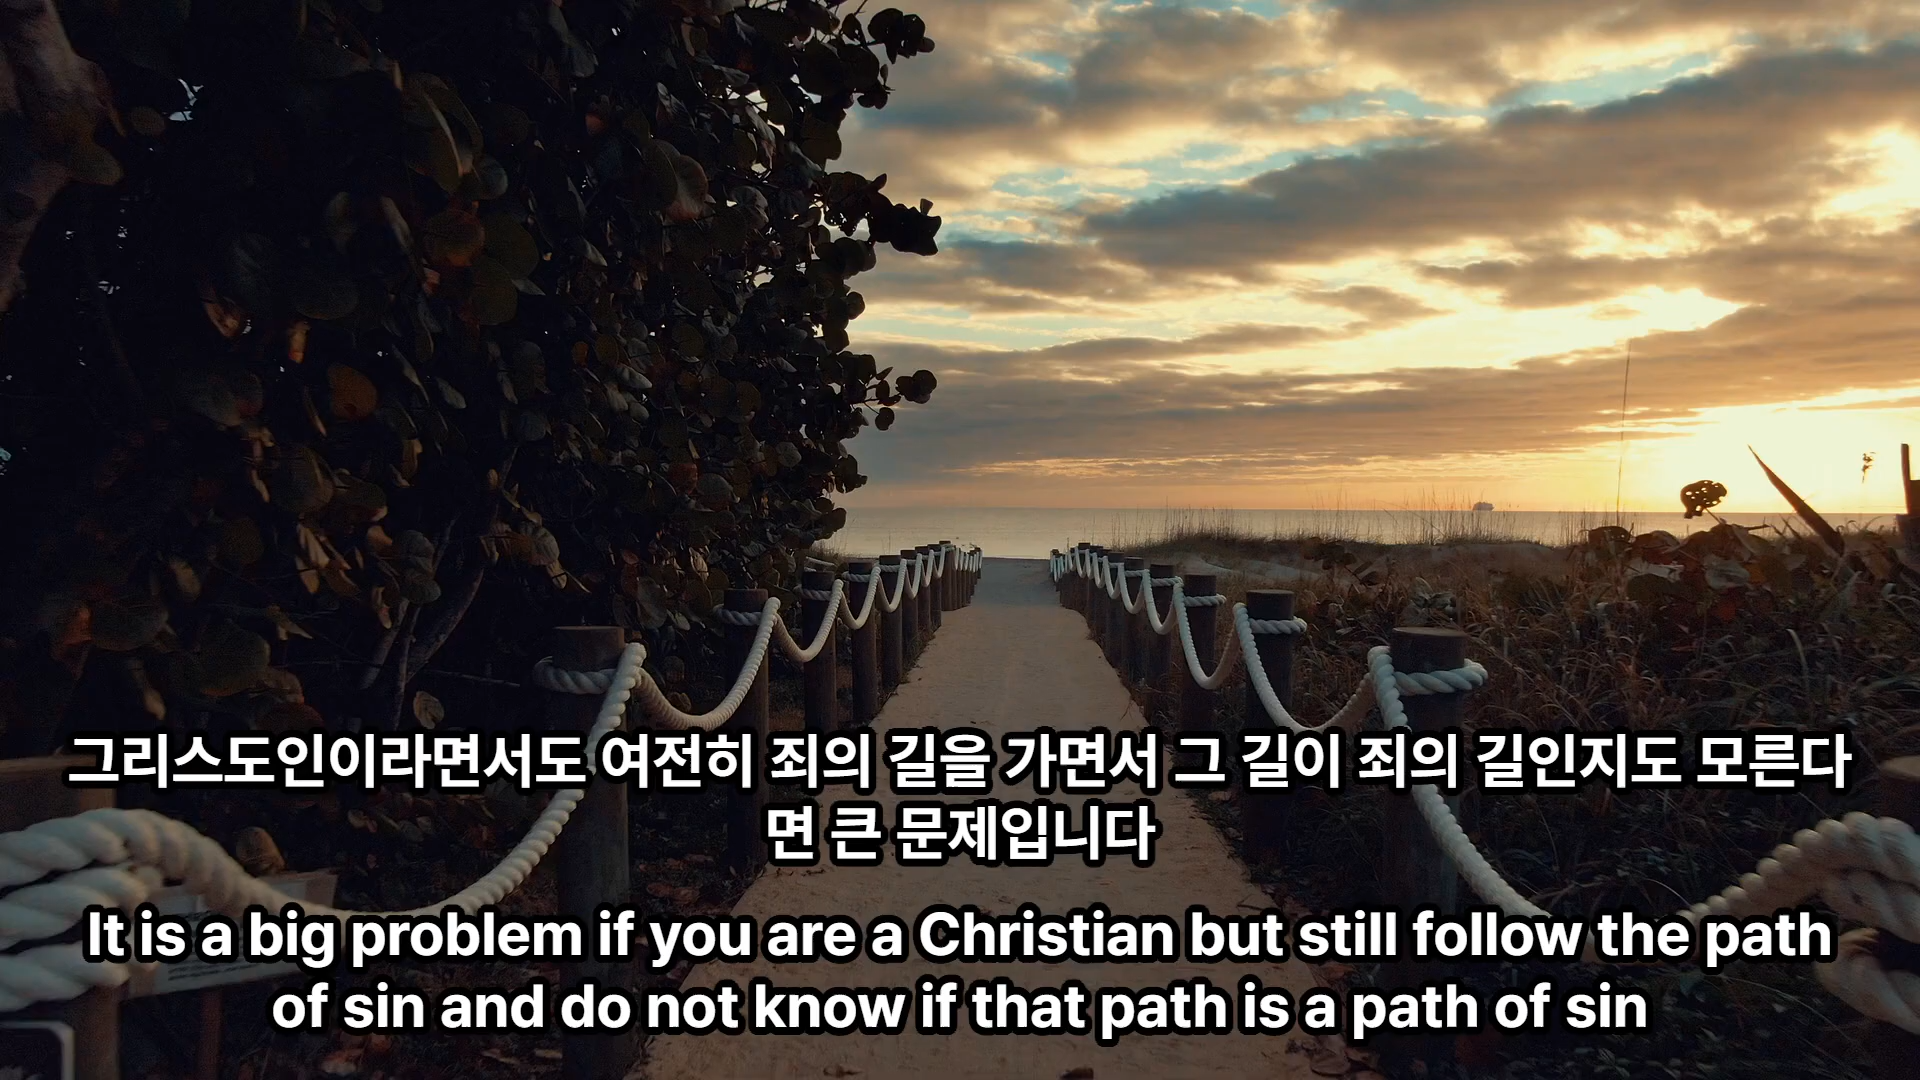 그리스도인이라면서도 여전히 죄의 길을 가면서 그 길이 죄의 길인지도 모른다
면 큰 문제입니다
It is a big problem if you are a Christian but still follow the path
of sin and do not know if that path is a path of sin